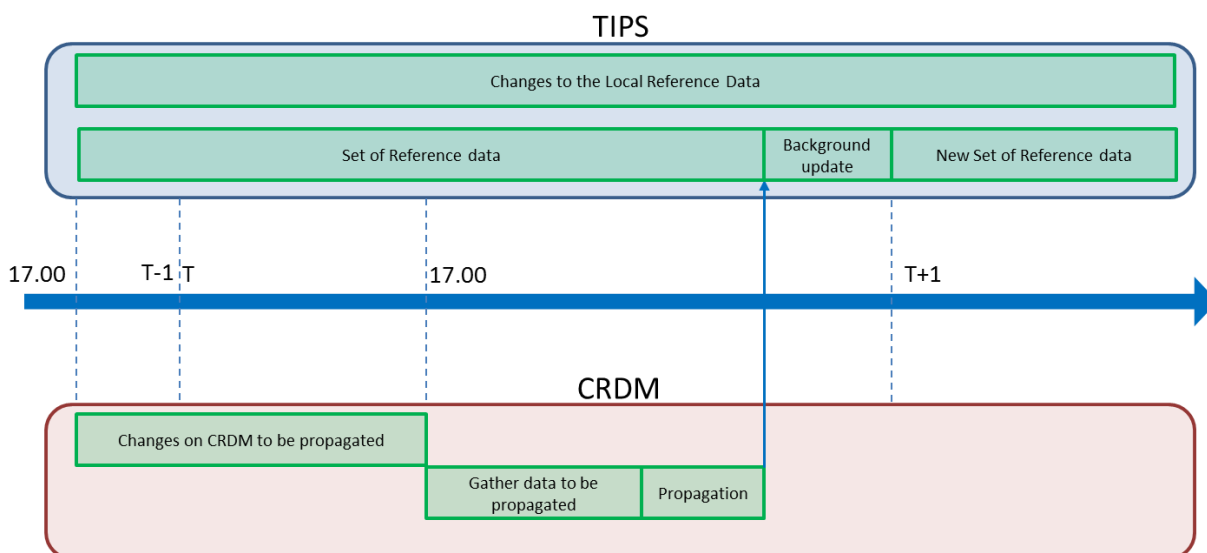 TIPS
Changes to the Local Reference Data
Set of Reference data
Background
update
New Set of Reference data
17.00
T-1
T
17.00
T+1
CRDM
Changes on CRDM to be propagated
Gather data to be
propagated
Propagation